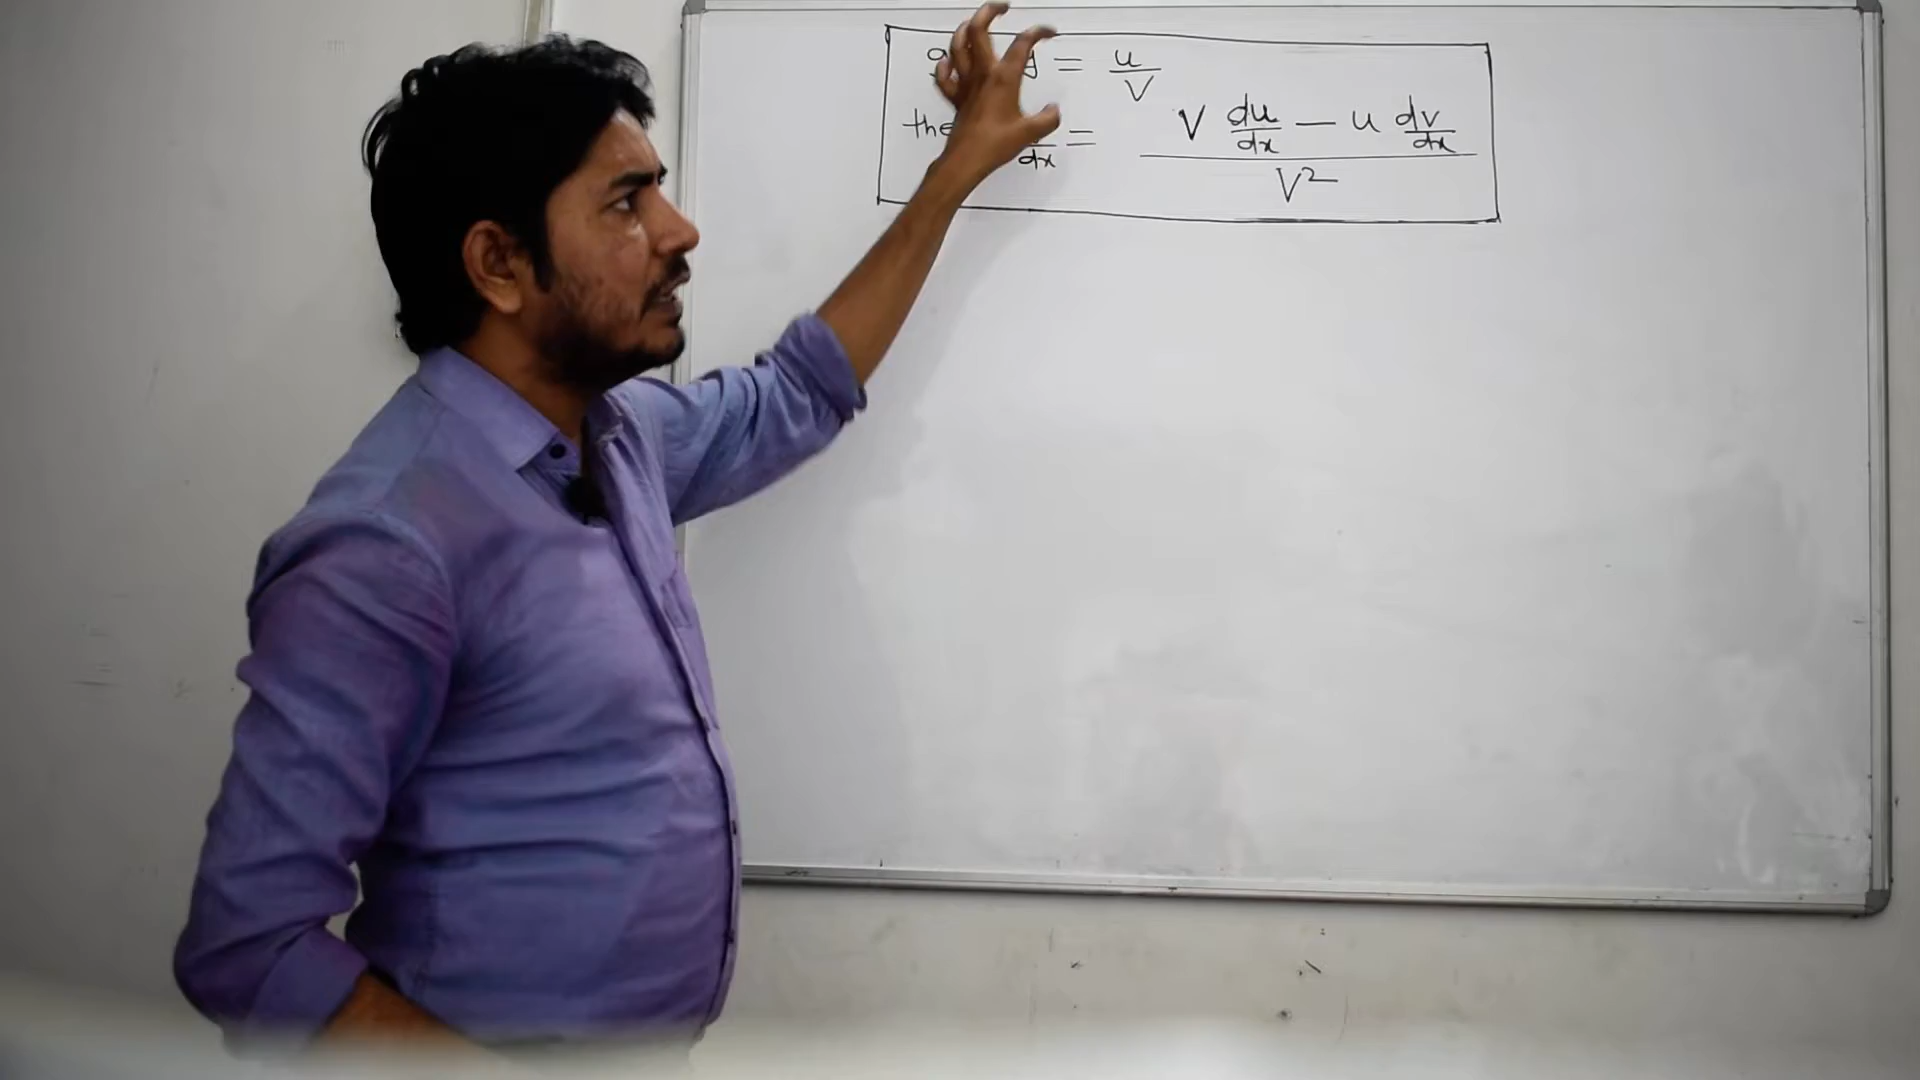 y = u/V
the dx = (V du/dx − u dv/dx)/V²